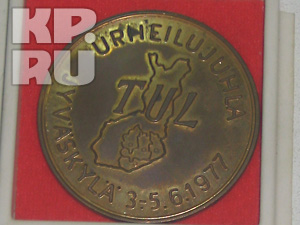 KP.
RU
URHEILUJUHLA
TUL
JYVÄSKYLÄ 3.-5.6.1977